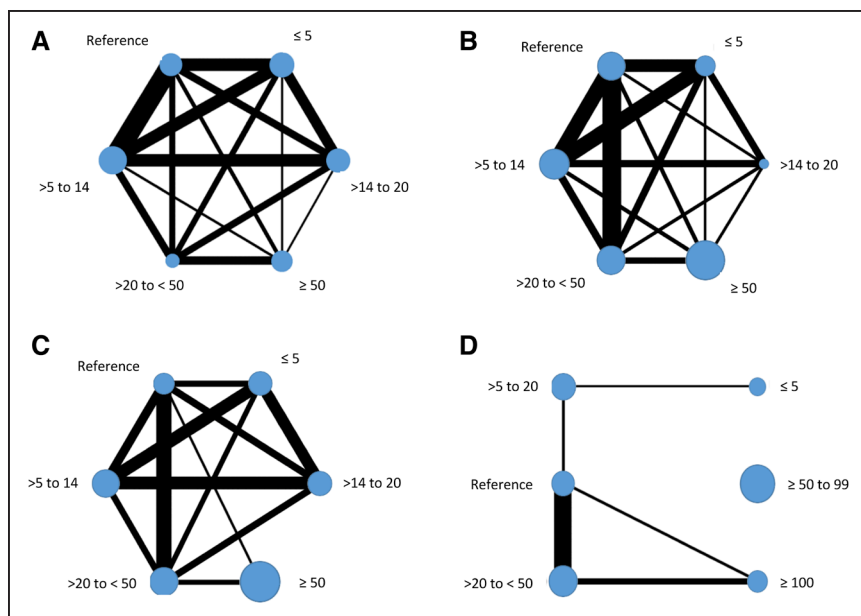 A
Reference
≤ 5
>5 to 14
>14 to 20
>20 to < 50
≥ 50
B
Reference
≤ 5
>5 to 14
>14 to 20
>20 to < 50
≥ 50
C
Reference
≤ 5
>5 to 14
>14 to 20
>20 to < 50
≥ 50
D
>5 to 20
≤ 5
Reference
≥ 50 to 99
>20 to < 50
≥ 100